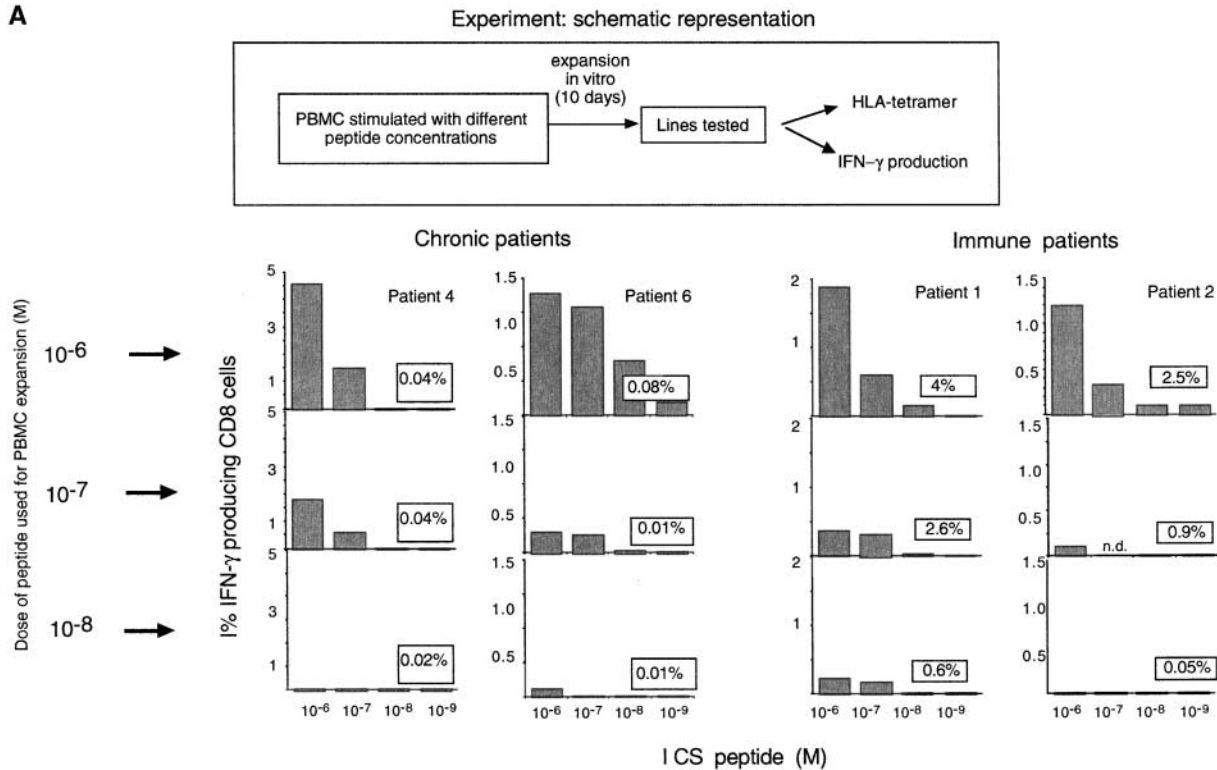 A
Experiment: schematic representation
expansion
in vitro
(10 days)
PBMC stimulated with different
peptide concentrations
Lines tested
HLA-tetramer
IFN–γ production
Chronic patients
Immune patients
Dose of peptide used for PBMC expansion (M)
I% IFN-γ producing CD8 cells
10-6
5
3
1
Patient 4
0.04%
1.5
1.0
0.5
Patient 6
0.08%
2
1
Patient 1
4%
1.5
1.0
0.5
Patient 2
2.5%
10-7
5
3
1
0.04%
1.5
1.0
0.5
0.01%
2
1
2.6%
1.5
1.0
0.5
n.d.
0.9%
10-8
5
3
1
0.02%
1.5
1.0
0.5
0.01%
2
1
0.6%
1.5
1.0
0.5
0.05%
10-6 10-7 10-8 10-9
10-6 10-7 10-8 10-9
10-6 10-7 10-8 10-9
10-6 10-7 10-8 10-9
I CS peptide (M)